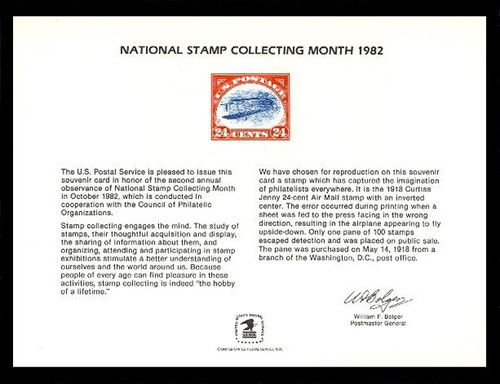 NATIONAL STAMP COLLECTING MONTH 1982
U.S. POSTAGE
24 CENTS 24
The U.S. Postal Service is pleased to issue this
souvenir card in honor of the second annual
observance of National Stamp Collecting Month
in October 1982, which is conducted in
cooperation with the Council of Philatelic
Organizations.
Stamp collecting engages the mind. The study of
stamps, their thoughtful acquisition and display,
the sharing of information about them, and
organizing, attending and participating in stamp
exhibitions stimulate a better understanding of
ourselves and the world around us. Because
people of every age can find pleasure in these
activities, stamp collecting is indeed "the hobby
of a lifetime."
We have chosen for reproduction on this souvenir
card a stamp which has captured the imagination
of philatelists everywhere. It is the 1918 Curtiss
Jenny 24-cent Air Mail stamp with an inverted
center. The error occurred during printing when a
sheet was fed to the press facing in the wrong
direction, resulting in the airplane appearing to fly
upside-down. Only one pane of 100 stamps
escaped detection and was placed on public sale.
The pane was purchased on May 14, 1918 from a
branch of the Washington, D.C., post office.
William F. Bolger
Postmaster General